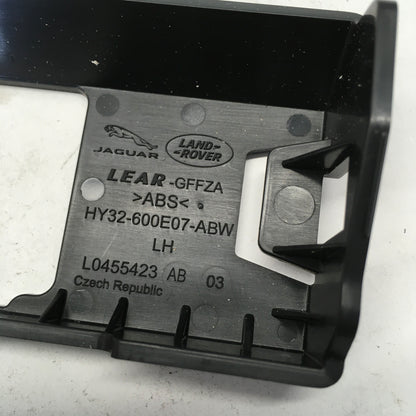 JAGUAR
LAND-
-ROVER
LEAR-GFFZA
>ABS<
HY32-600E07-ABW
LH
L0455423 AB 03
Czech Republic